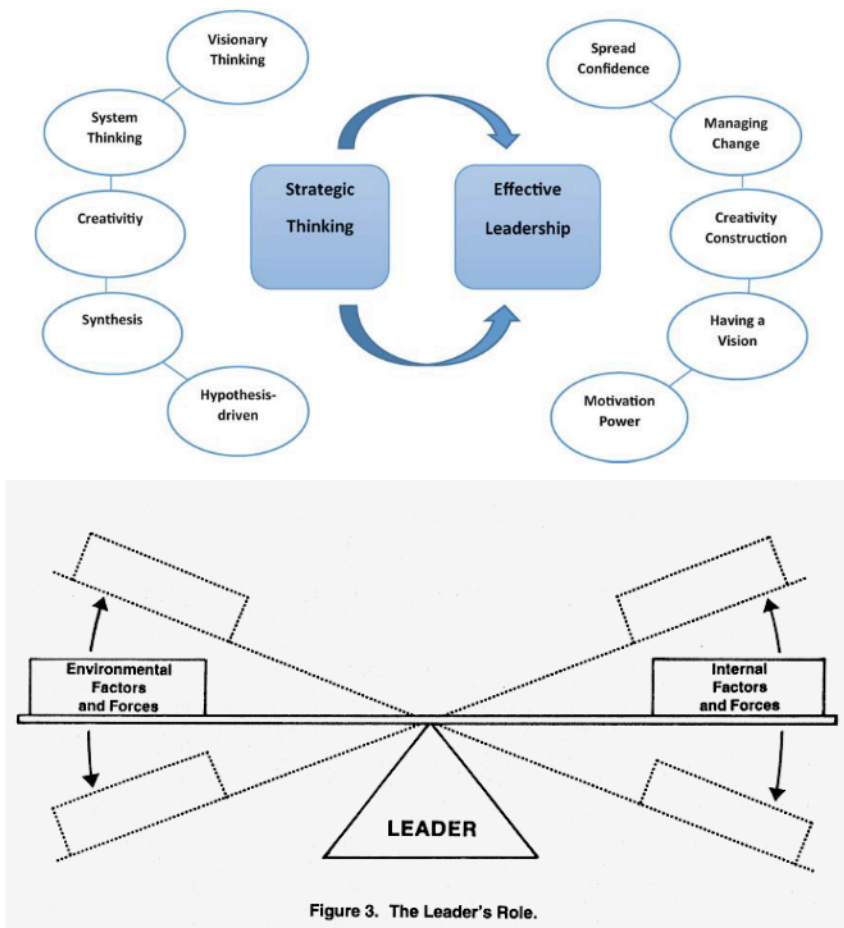 Visionary
Thinking
System
Thinking
Creativitiy
Synthesis
Hypothesis-
driven
Strategic
Thinking
Effective
Leadership
Spread
Confidence
Managing
Change
Creativity
Construction
Having a
Vision
Motivation
Power
Environmental
Factors
and Forces
Internal
Factors
and Forces
LEADER
Figure 3. The Leader's Role.